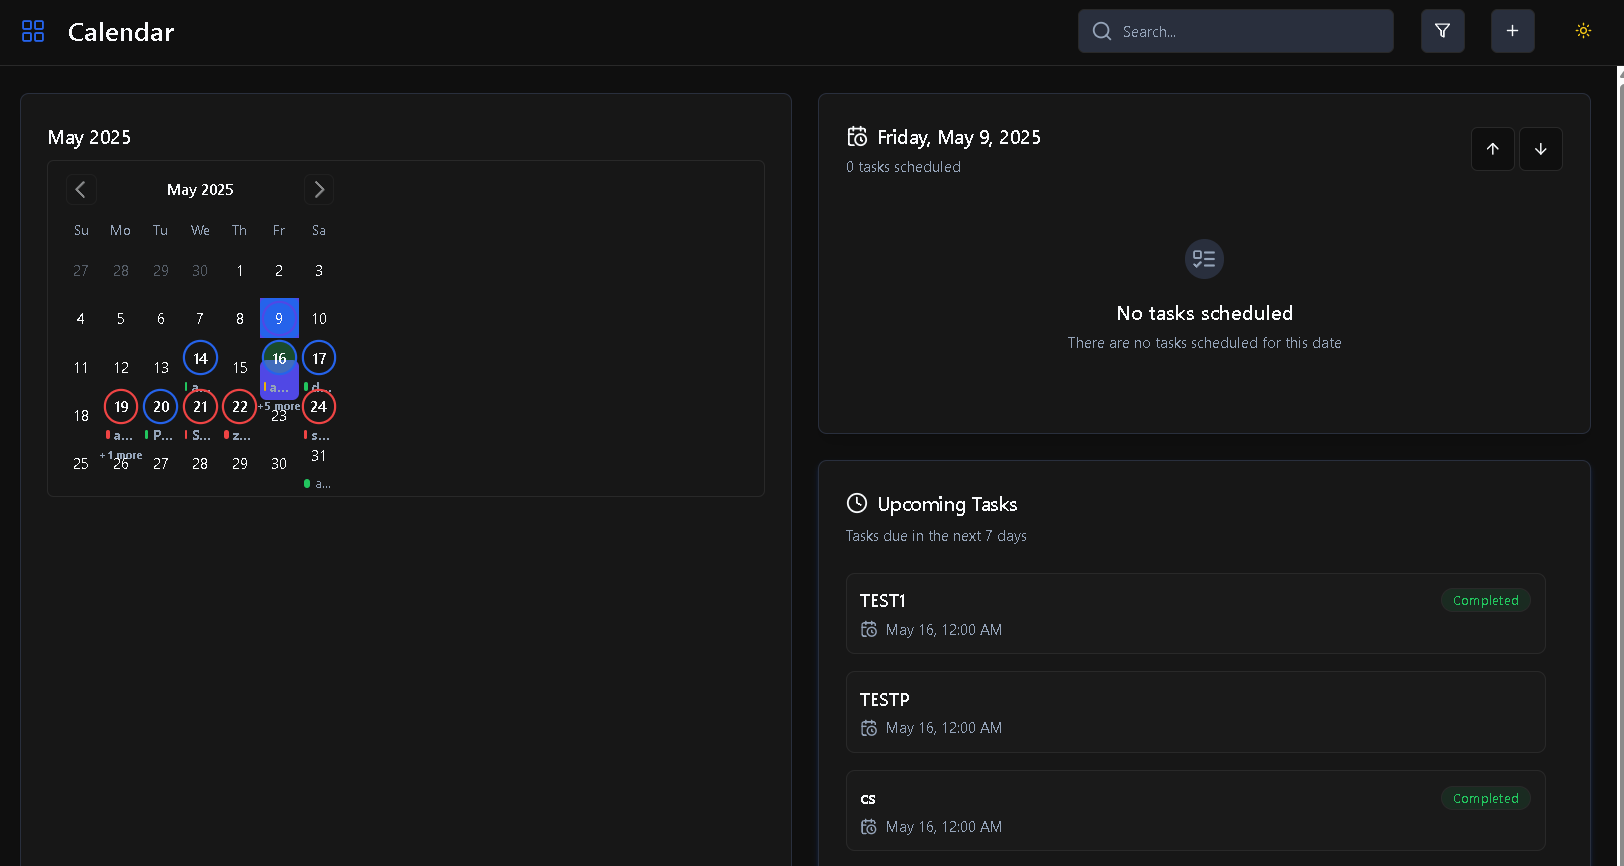 Calendar
Search...
May 2025
May 2025
Su Mo Tu We Th Fr Sa
27 28 29 30 1 2 3
4 5 6 7 8 9 10
11 12 13 14 15 16 17
a... a... d...
18 19 20 21 22 23 24
+5 more
a... P... S... z... s...
+1 more
25 26 27 28 29 30 31
a...
Friday, May 9, 2025
0 tasks scheduled
No tasks scheduled
There are no tasks scheduled for this date
Upcoming Tasks
Tasks due in the next 7 days
TEST1
Completed
May 16, 12:00 AM
TESTP
May 16, 12:00 AM
cs
Completed
May 16, 12:00 AM